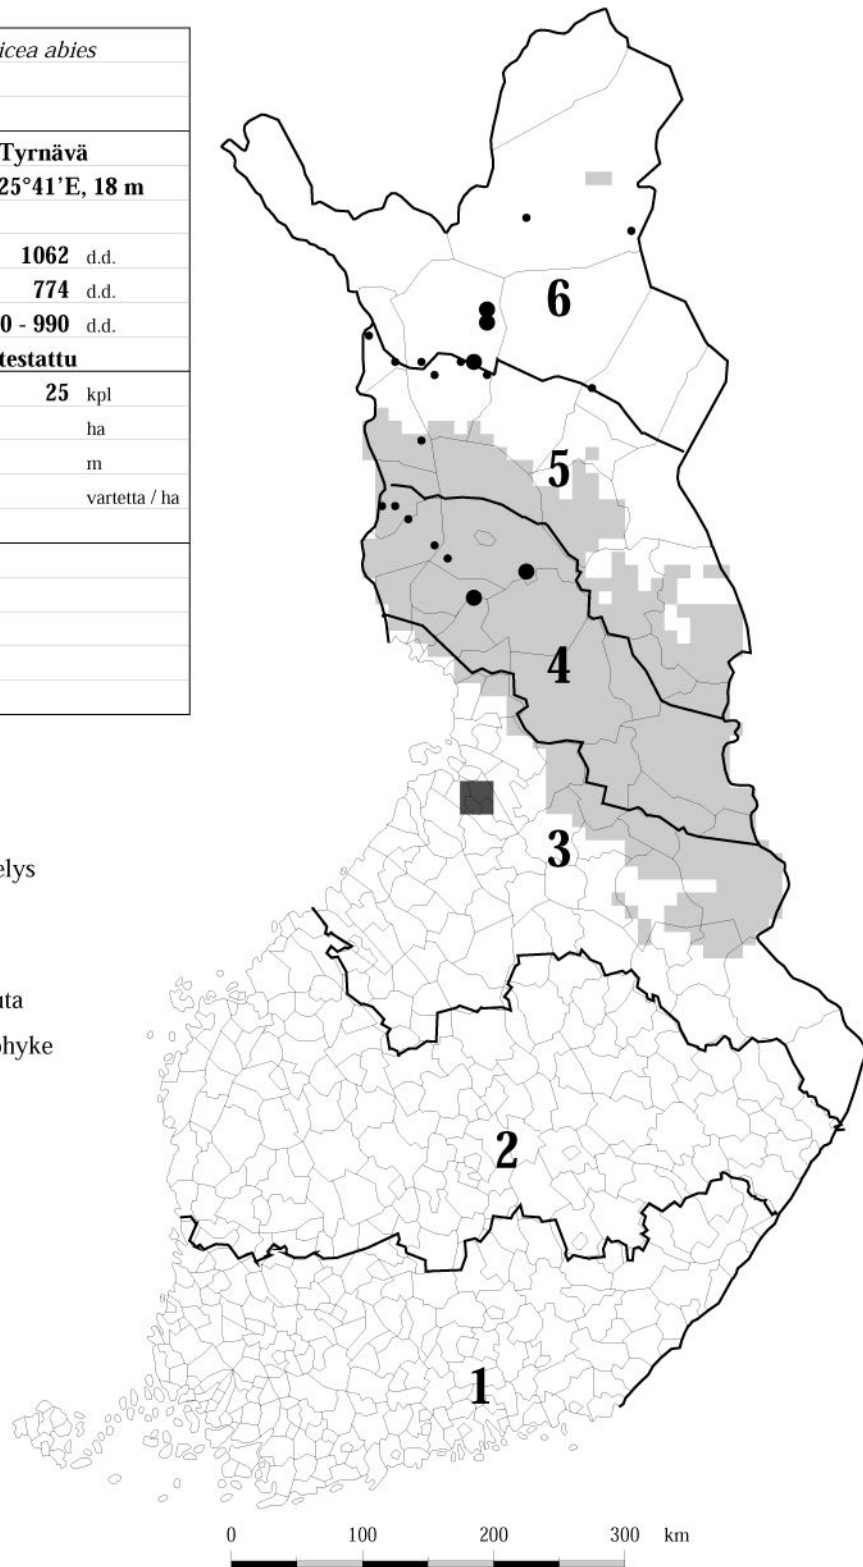 icea abies
Tyrnävä
25°41'E, 18 m
1062 d.d.
774 d.d.
0 - 990 d.d.
testattu
25 kpl
ha
m
vartetta / ha
6
5
4
3
elys
ta
ohyke
2
1
0 100 200 300 km